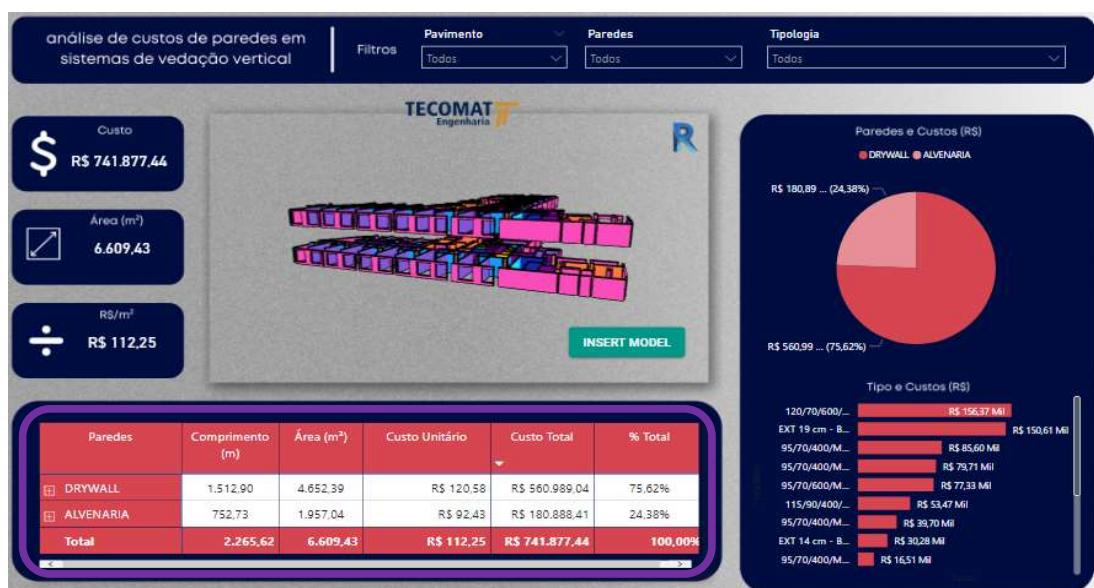 análise de custos de paredes em
sistemas de vedação vertical
Filtros
Pavimento
Todos
Paredes
Todos
Tipologia
Todos
TECOMAT
Engenharia
R
Custo
R$ 741.877,44
Área (m²)
6.609,43
R$/m²
R$ 112,25
INSERT MODEL
Paredes e Custos (R$)
DRYWALL ALVENARIA
R$ 180,89 ... (24,38%)
R$ 560,99 ... (75,62%)
Tipo e Custos (R$)
120/70/600/... R$ 156,37 Mil
EXT 19 cm - B... R$ 150,61 Mil
95/70/400/M... R$ 85,60 Mil
95/70/400/M... R$ 79,71 Mil
95/70/600/M... R$ 77,33 Mil
115/90/400/... R$ 53,47 Mil
95/70/400/M... R$ 39,70 Mil
EXT 14 cm - B... R$ 30,28 Mil
95/70/400/M... R$ 16,51 Mil
Paredes Comprimento (m) Área (m²) Custo Unitário Custo Total % Total
DRYWALL 1.512,90 4.652,39 R$ 120,58 R$ 560.989,04 75,62%
ALVENARIA 752,73 1.957,04 R$ 92,43 R$ 180.888,41 24,38%
Total 2.265,62 6.609,43 R$ 112,25 R$ 741.877,44 100,00%